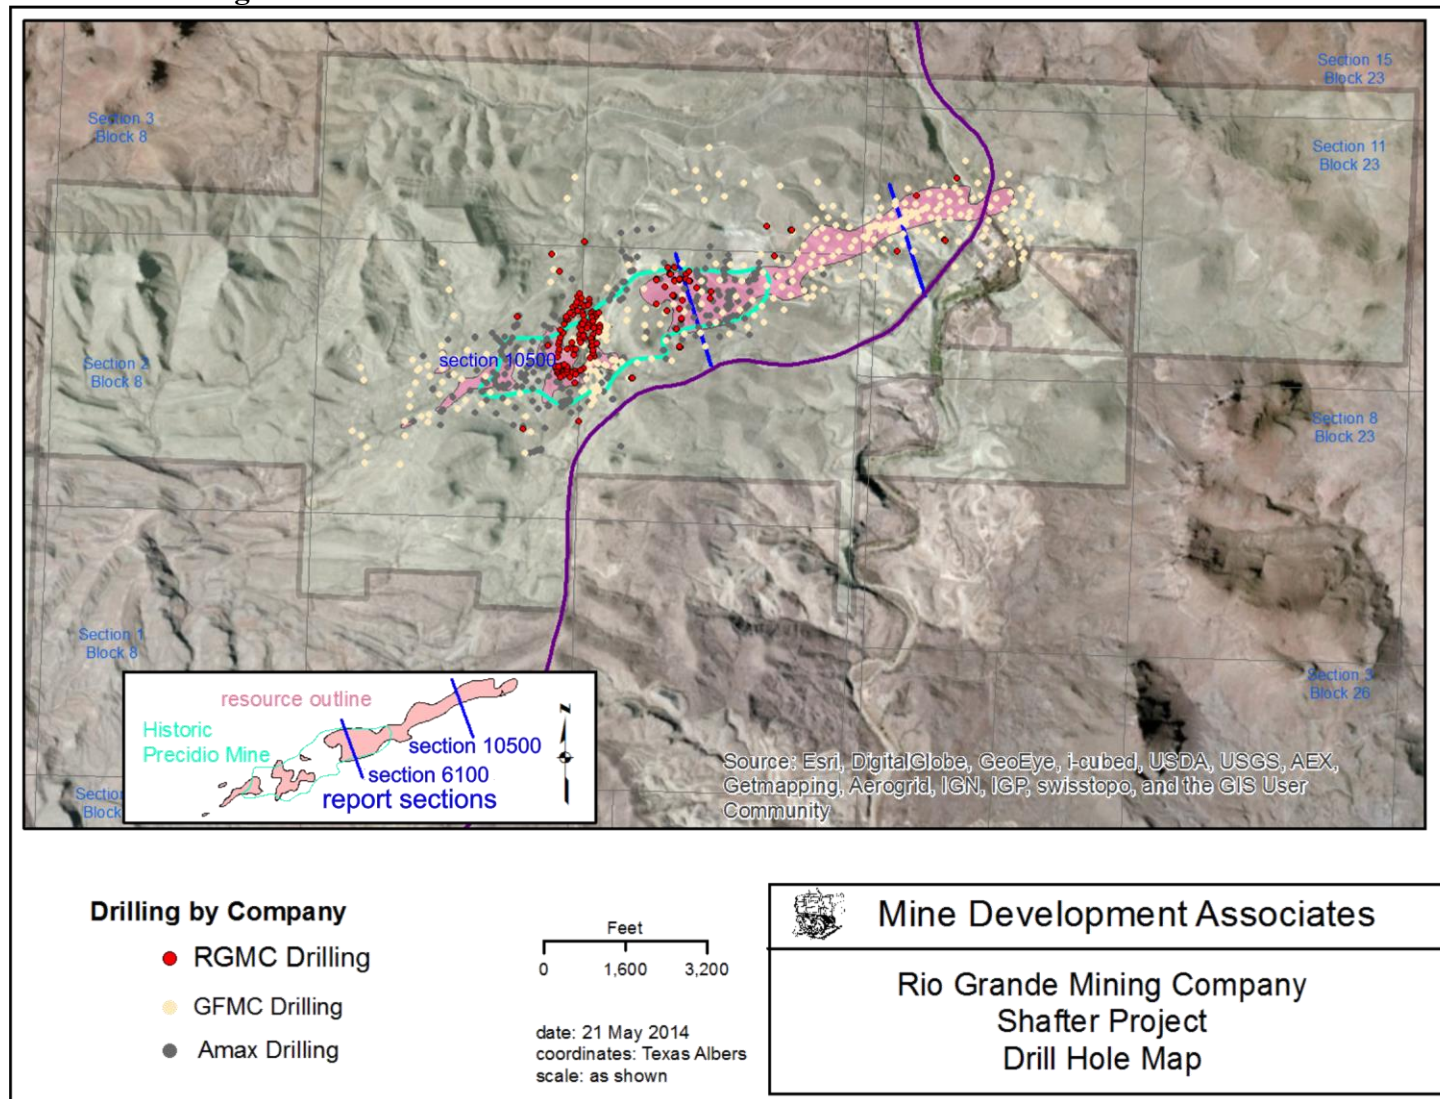 Section 15
Block 23
Section 3
Block 8
Section 11
Block 23
section 10500
Section 2
Block 8
Section 8
Block 23
Section 1
Block 8
Section 3
Block 26
resource outline
Historic
Precidio Mine
section 10500
section 6100
report sections
N
Section
Block
Source: Esri, DigitalGlobe, GeoEye, i-cubed, USDA, USGS, AEX,
Getmapping, Aerogrid, IGN, IGP, swisstopo, and the GIS User
Community
Drilling by Company
RGMC Drilling
GFMC Drilling
Amax Drilling
Feet
0 1,600 3,200
date: 21 May 2014
coordinates: Texas Albers
scale: as shown
Mine Development Associates
Rio Grande Mining Company
Shafter Project
Drill Hole Map